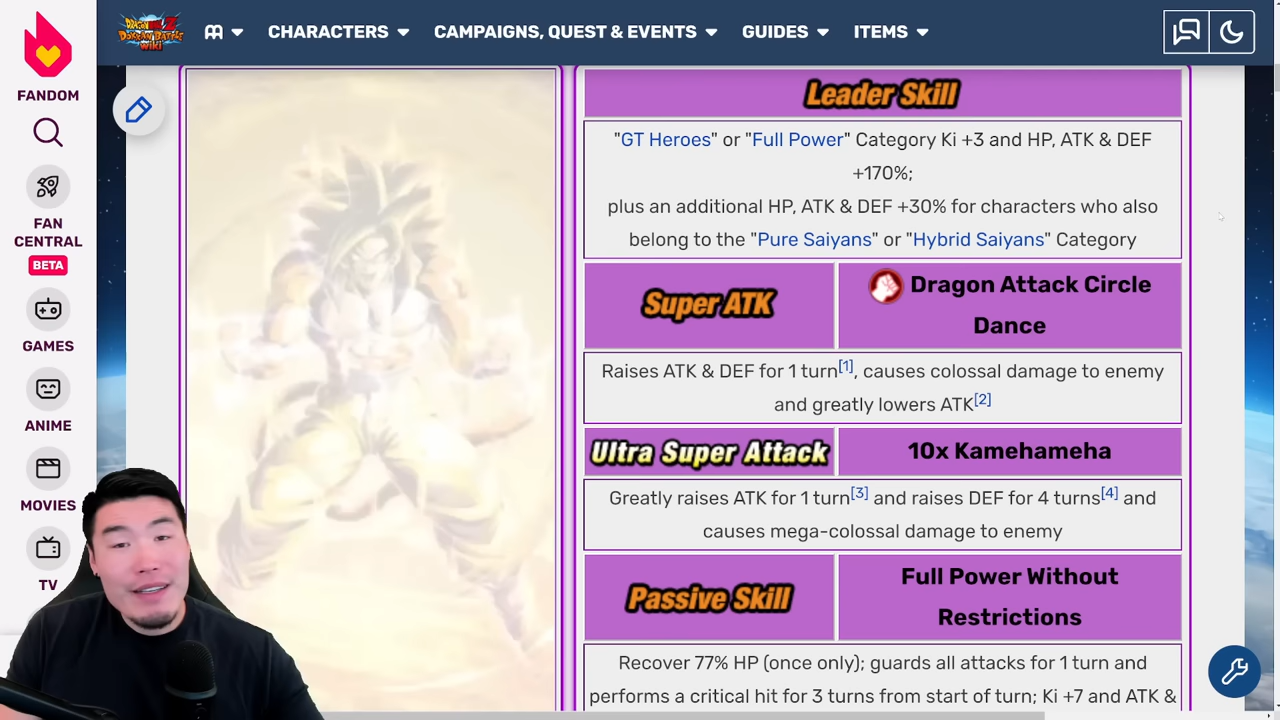 FANDOM
FAN
CENTRAL
BETA
GAMES
ANIME
MOVIES
TV
DRAGON BALL Z
DOKKAN BATTLE
WIKI
CHARACTERS
CAMPAIGNS, QUEST & EVENTS
GUIDES
ITEMS
Leader Skill
"GT Heroes" or "Full Power" Category Ki +3 and HP, ATK & DEF
+170%;
plus an additional HP, ATK & DEF +30% for characters who also
belong to the "Pure Saiyans" or "Hybrid Saiyans" Category
Super ATK
Dragon Attack Circle
Dance
Raises ATK & DEF for 1 turn[1], causes colossal damage to enemy
and greatly lowers ATK[2]
Ultra Super Attack
10x Kamehameha
Greatly raises ATK for 1 turn[3] and raises DEF for 4 turns[4] and
causes mega-colossal damage to enemy
Passive Skill
Full Power Without
Restrictions
Recover 77% HP (once only); guards all attacks for 1 turn and
performs a critical hit for 3 turns from start of turn; Ki +7 and ATK &